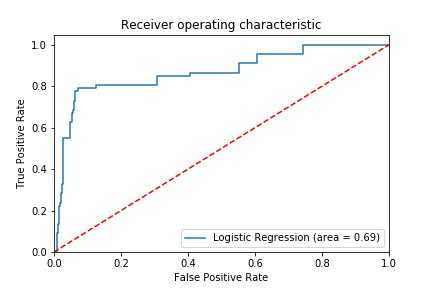 Receiver operating characteristic
1.0
0.8
0.6
0.4
0.2
0.0
True Positive Rate
Logistic Regression (area = 0.69)
0.0 0.2 0.4 0.6 0.8 1.0
False Positive Rate